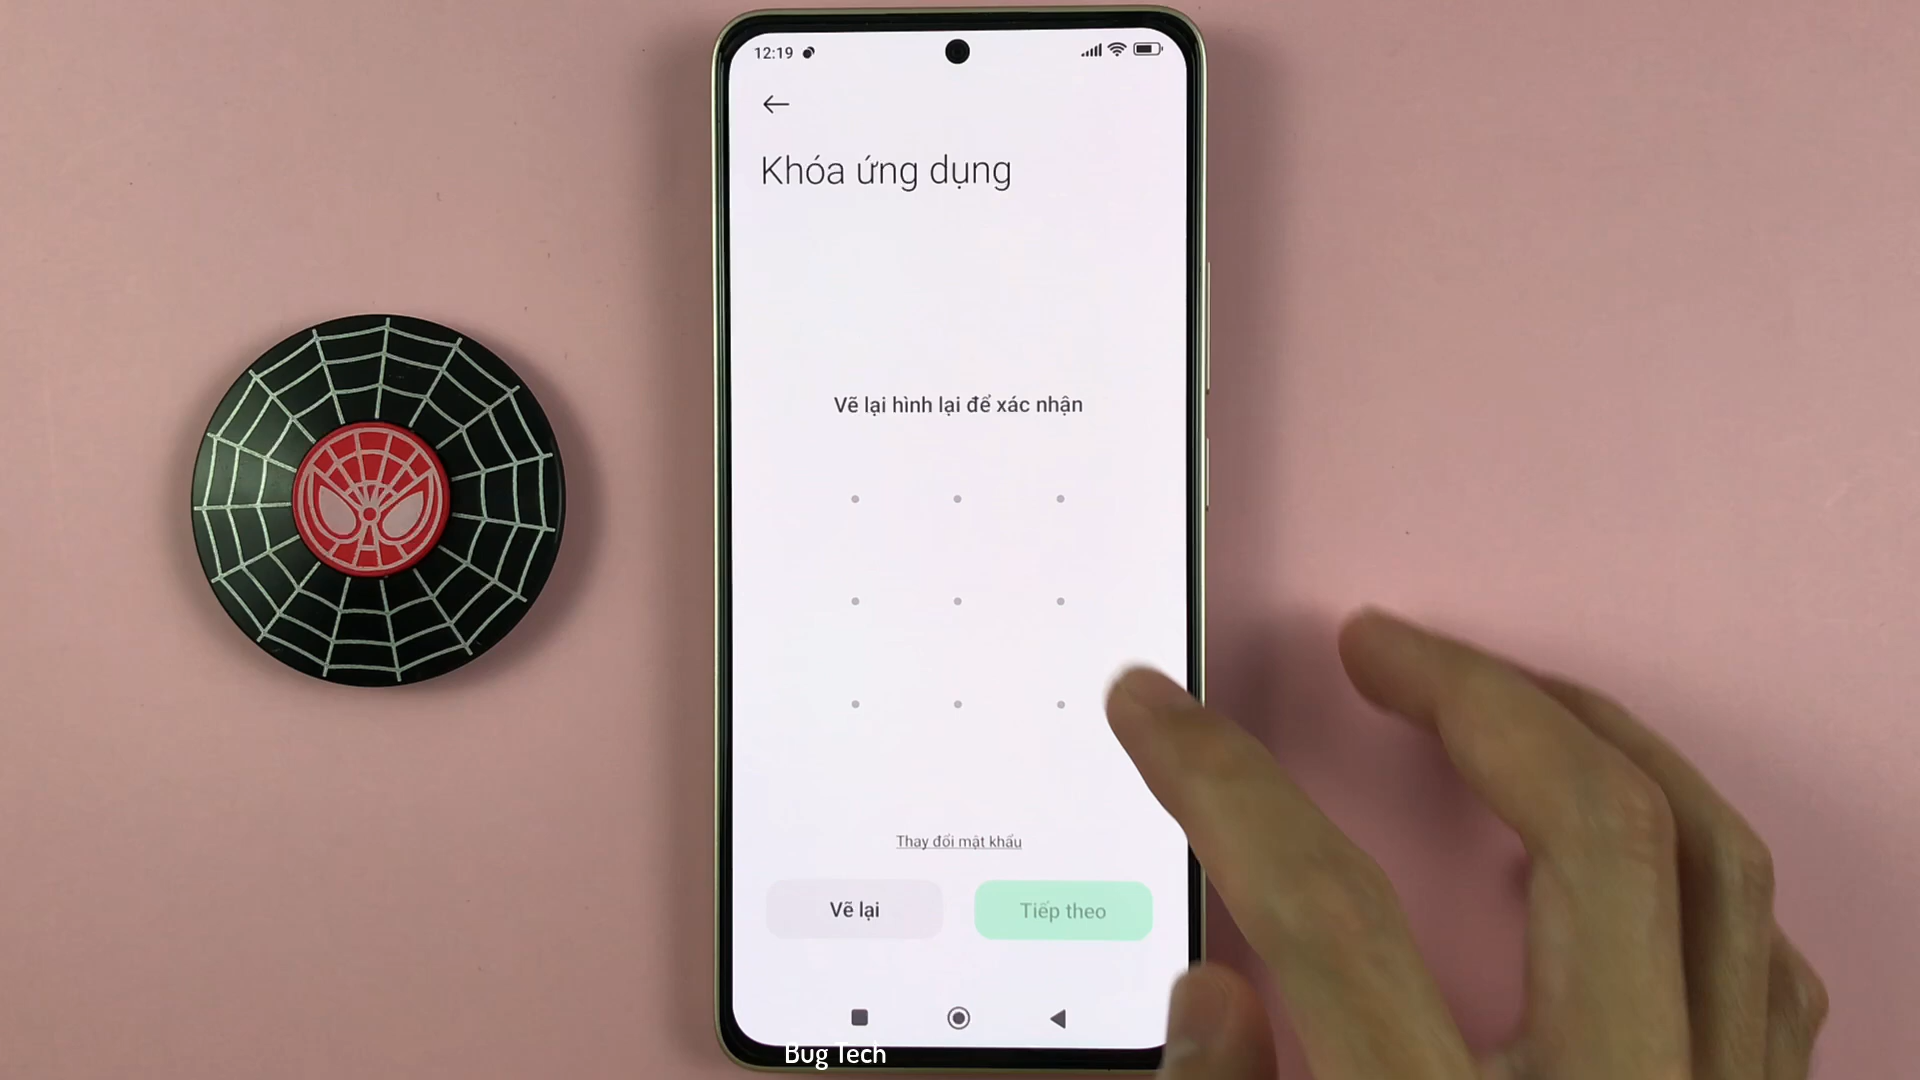 12:19
Khóa ứng dụng
Vẽ lại hình lại để xác nhận
Thay đổi mật khẩu
Vẽ lại
Tiếp theo
Bug Tech